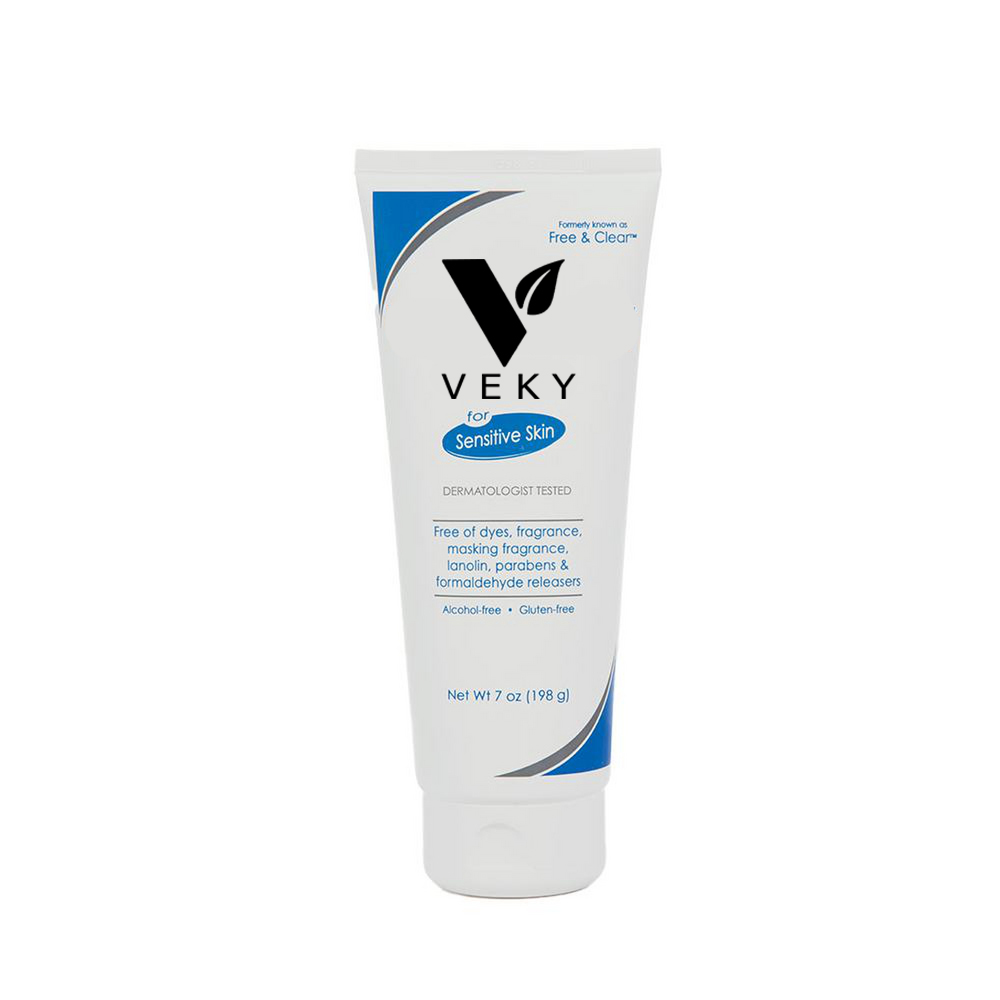 Formerly known as
Free & Clear™
VEKY
for
Sensitive Skin
DERMATOLOGIST TESTED
Free of dyes, fragrance,
masking fragrance,
lanolin, parabens &
formaldehyde releasers
Alcohol-free • Gluten-free
Net Wt 7 oz (198 g)